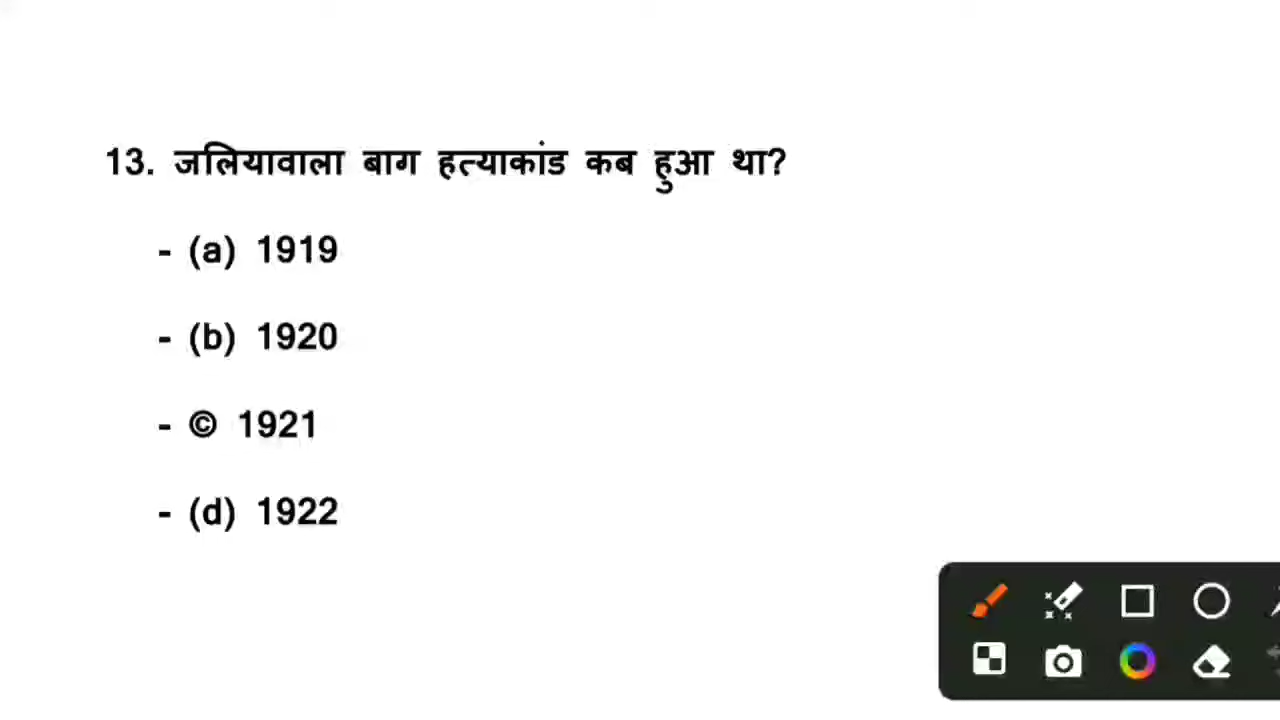 13. जलियावाला बाग हत्याकांड कब हुआ था?
- (a) 1919
- (b) 1920
- © 1921
- (d) 1922